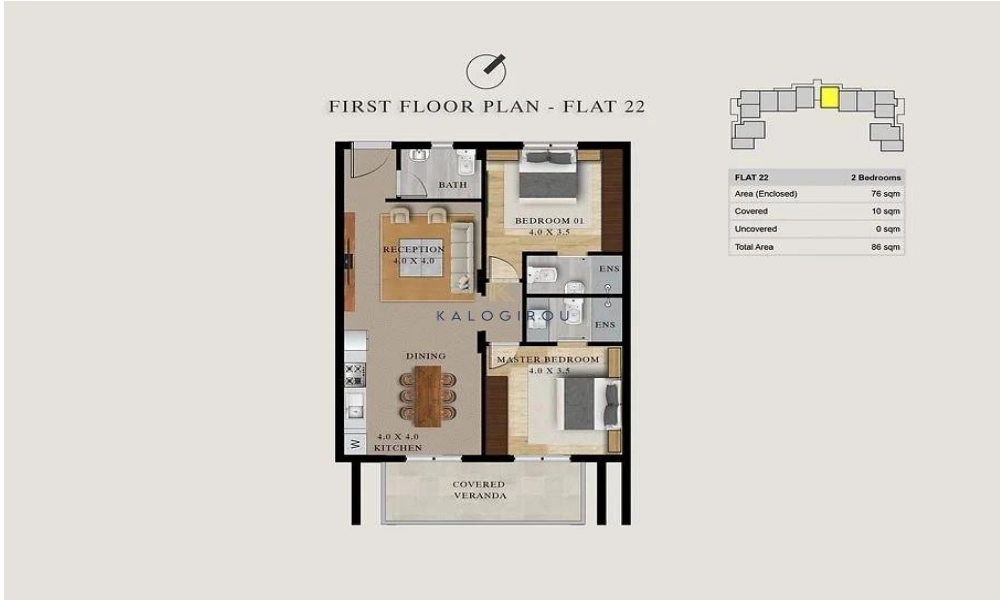 FIRST FLOOR PLAN - FLAT 22
BATH
BEDROOM 01
4.0 X 3.5
RECEPTION
4.0 X 4.0
ENS
KALOGIROU
ENS
DINING
MASTER BEDROOM
4.0 X 3.5
4.0 X 4.0
KITCHEN
W
COVERED
VERANDA
FLAT 22 2 Bedrooms
Area (Enclosed) 76 sqm
Covered 10 sqm
Uncovered 0 sqm
Total Area 86 sqm